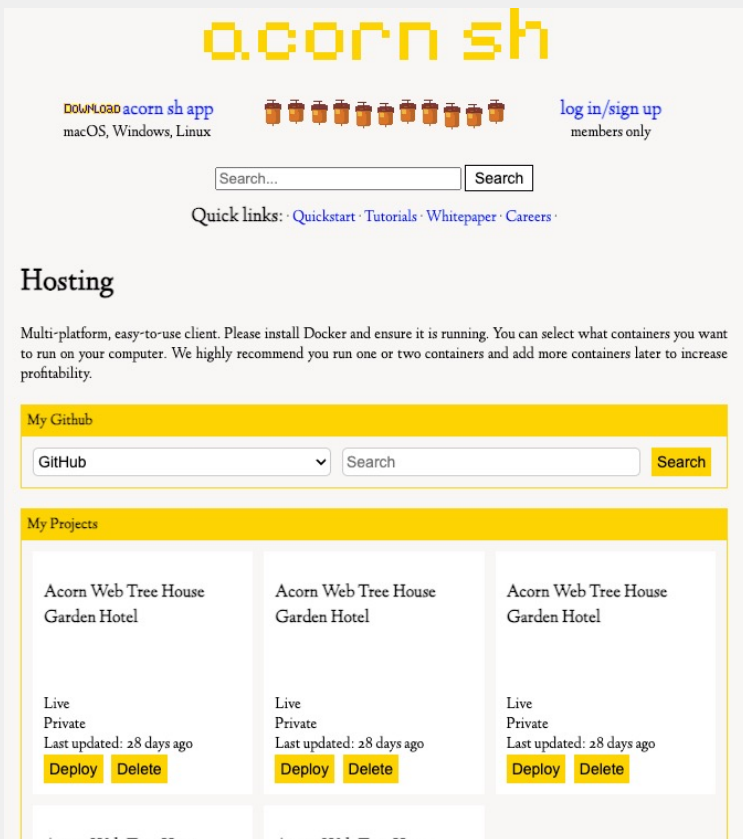 acorn sh
DOWNLOAD acorn sh app
macOS, Windows, Linux
log in/sign up
members only
Search... Search
Quick links: · Quickstart · Tutorials · Whitepaper · Careers ·
Hosting
Multi-platform, easy-to-use client. Please install Docker and ensure it is running. You can select what containers you want
to run on your computer. We highly recommend you run one or two containers and add more containers later to increase
profitability.
My Github
GitHub Search Search
My Projects
Acorn Web Tree House
Garden Hotel
Live
Private
Last updated: 28 days ago
Deploy Delete
Acorn Web Tree House
Garden Hotel
Live
Private
Last updated: 28 days ago
Deploy Delete
Acorn Web Tree House
Garden Hotel
Live
Private
Last updated: 28 days ago
Deploy Delete